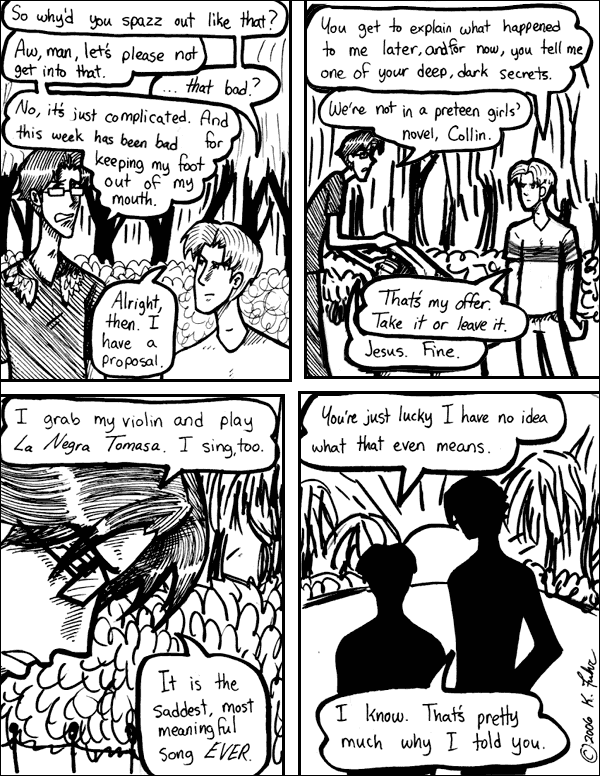 So why'd you spazz out like that?
Aw, man, let's please not
get into that.
... that bad?
No, it's just complicated. And
this week has been bad for
keeping my foot
out of my
mouth.
Alright,
then. I
have a
proposal.
You get to explain what happened
to me later, and for now, you tell me
one of your deep, dark secrets.
We're not in a preteen girls'
novel, Collin.
That's my offer.
Take it or leave it.
Jesus. Fine.
I grab my violin and play
La Negra Tomasa. I sing, too.
It is the
saddest, most
meaningful
song EVER.
You're just lucky I have no idea
what that even means.
I know. That's pretty
much why I told you.
©2006 K.